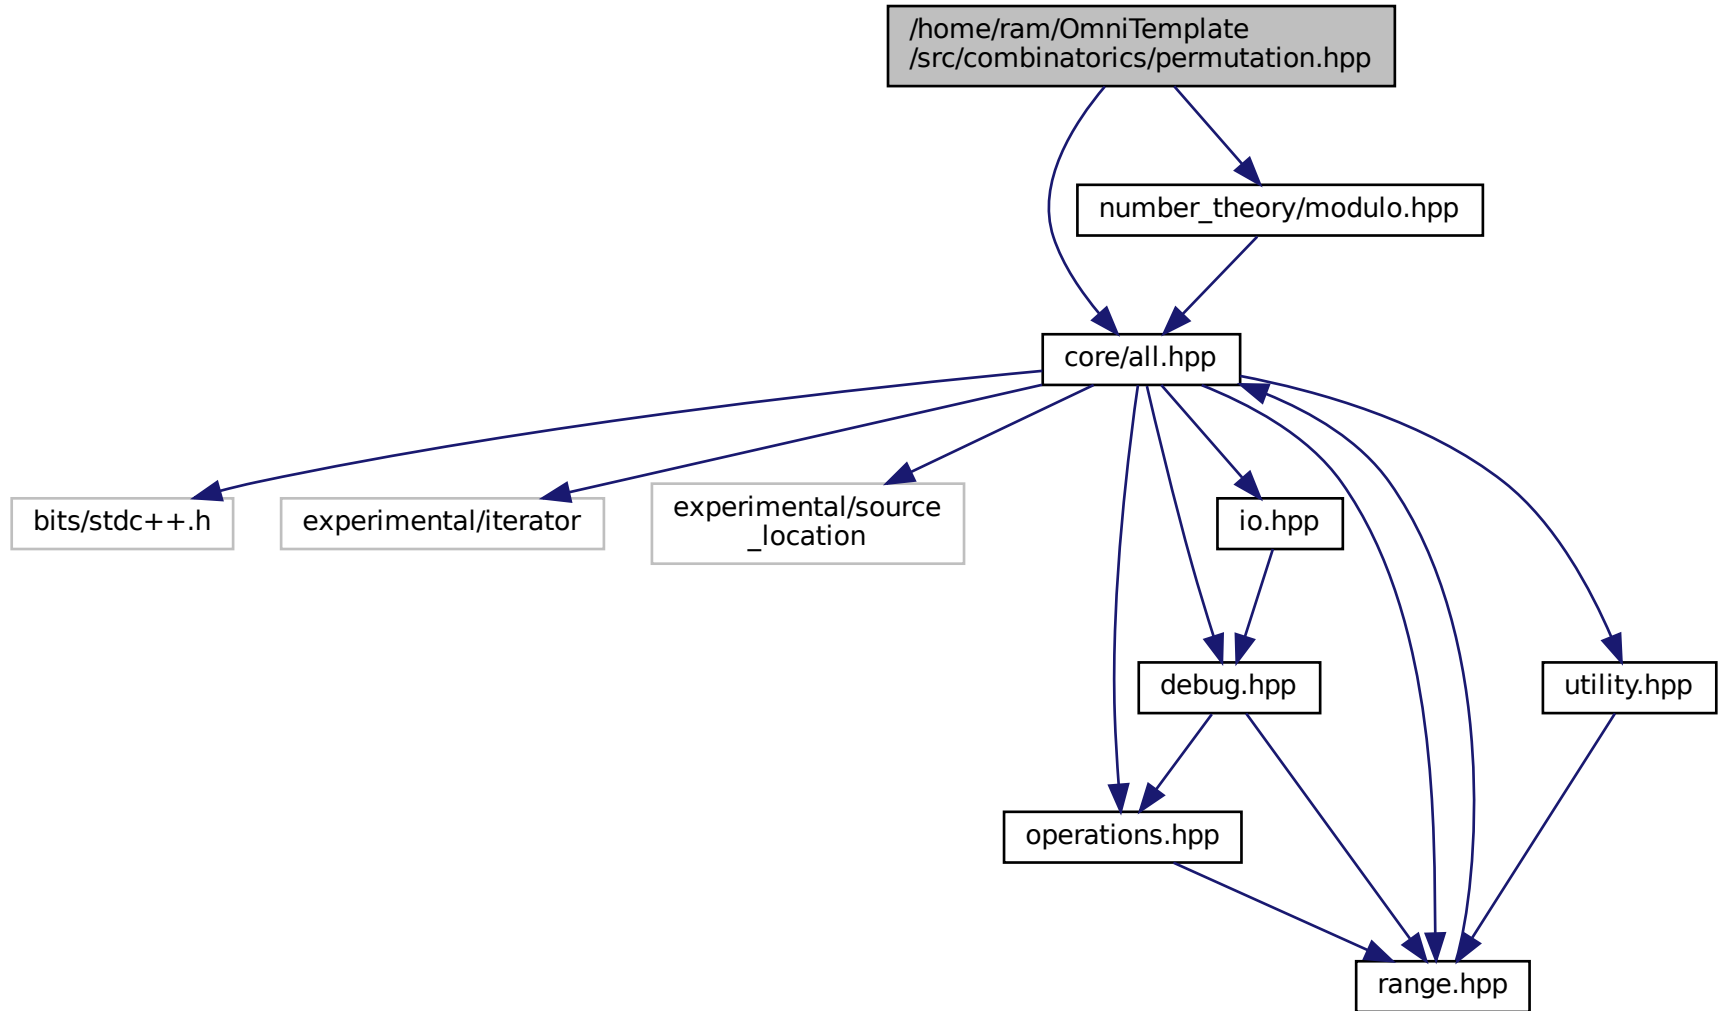 /home/ram/OmniTemplate
/src/combinatorics/permutation.hpp
number_theory/modulo.hpp
core/all.hpp
bits/stdc++.h
experimental/iterator
experimental/source
_location
io.hpp
debug.hpp
utility.hpp
operations.hpp
range.hpp